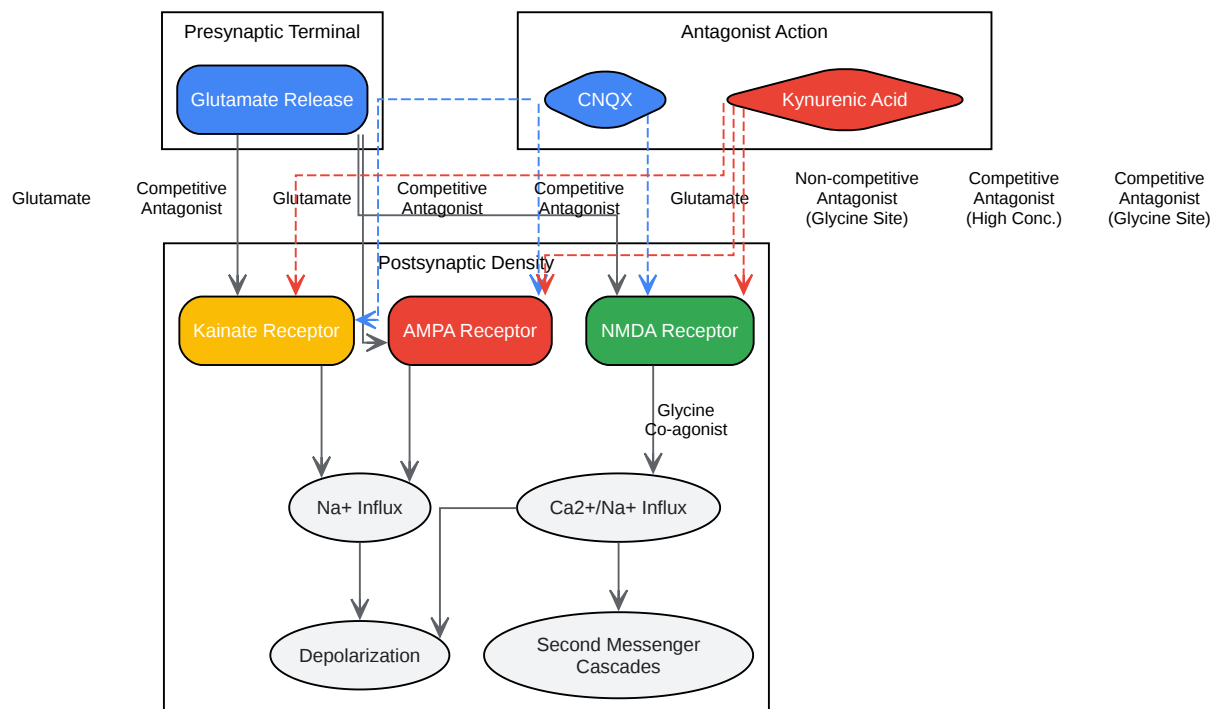 Presynaptic Terminal
Antagonist Action
Glutamate Release
CNQX
Kynurenic Acid
Glutamate
Competitive
Antagonist
Glutamate
Competitive
Antagonist
Competitive
Antagonist
Glutamate
Non-competitive
Antagonist
(Glycine Site)
Competitive
Antagonist
(High Conc.)
Competitive
Antagonist
(Glycine Site)
Postsynaptic Density
Kainate Receptor
AMPA Receptor
NMDA Receptor
Glycine
Co-agonist
Na+ Influx
Ca2+/Na+ Influx
Depolarization
Second Messenger
Cascades